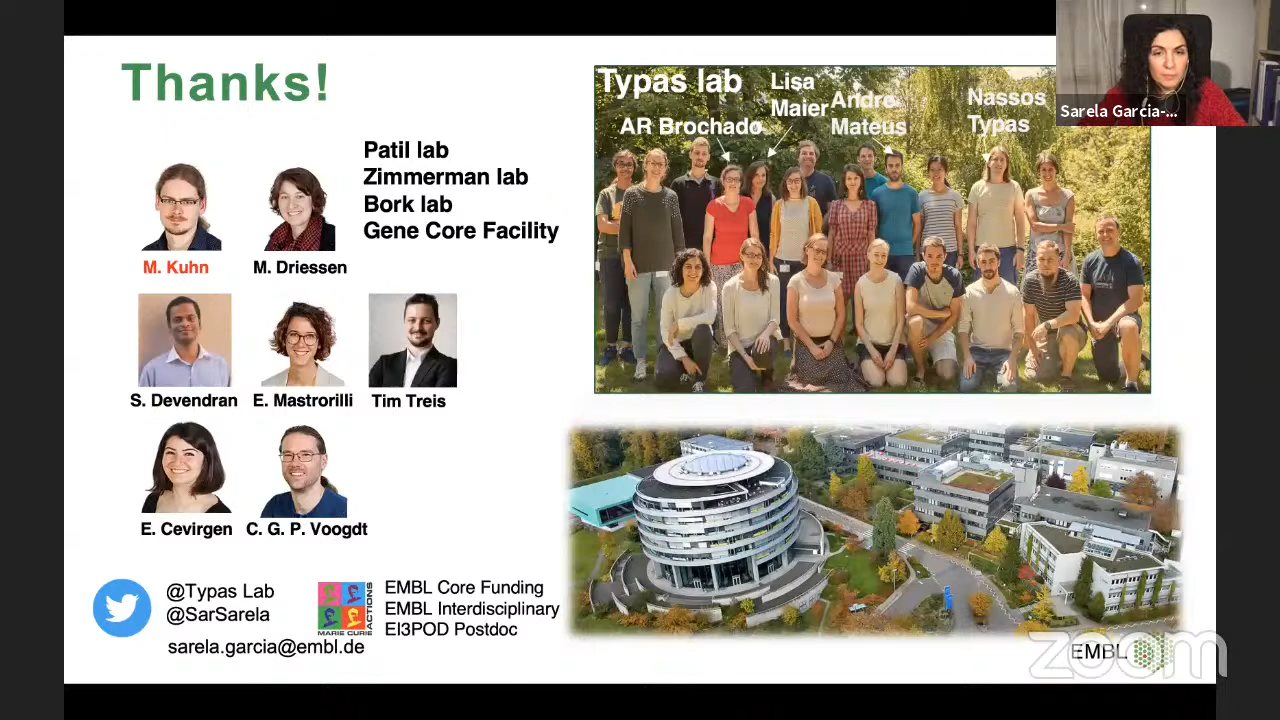 Thanks!
Patil lab
Zimmerman lab
Bork lab
Gene Core Facility
M. Kuhn
M. Driessen
S. Devendran
E. Mastrorilli
Tim Treis
E. Cevirgen
C. G. P. Voogdt
@Typas Lab
@SarSarela
sarela.garcia@embl.de
MARIE CURIE
ACTIONS
EMBL Core Funding
EMBL Interdisciplinary
EI3POD Postdoc
Typas lab
AR Brochado
Lisa
Maier
Andre
Mateus
Nassos
Typas
Sarela Garcia-...
EMBL
zoom